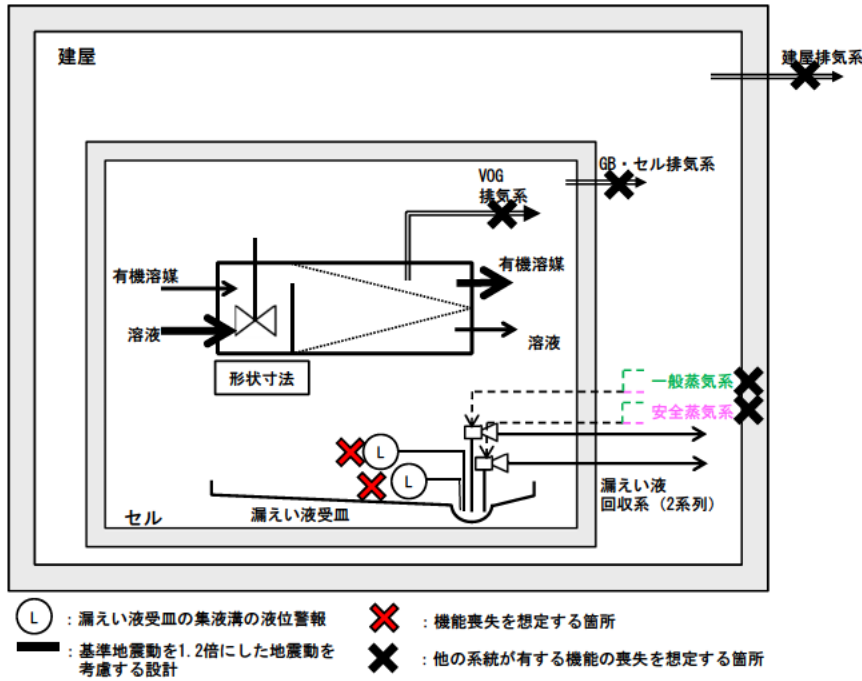 建屋
建屋排気系
GB・セル排気系
VOG
排気系
有機溶媒
有機溶媒
溶液
溶液
形状寸法
一般蒸気系
安全蒸気系
L
L
漏えい液
回収系（2系列）
漏えい液受皿
セル
L ：漏えい液受皿の集液溝の液位警報
：機能喪失を想定する箇所
：基準地震動を1.2倍にした地震動を
考慮する設計
：他の系統が有する機能の喪失を想定する箇所